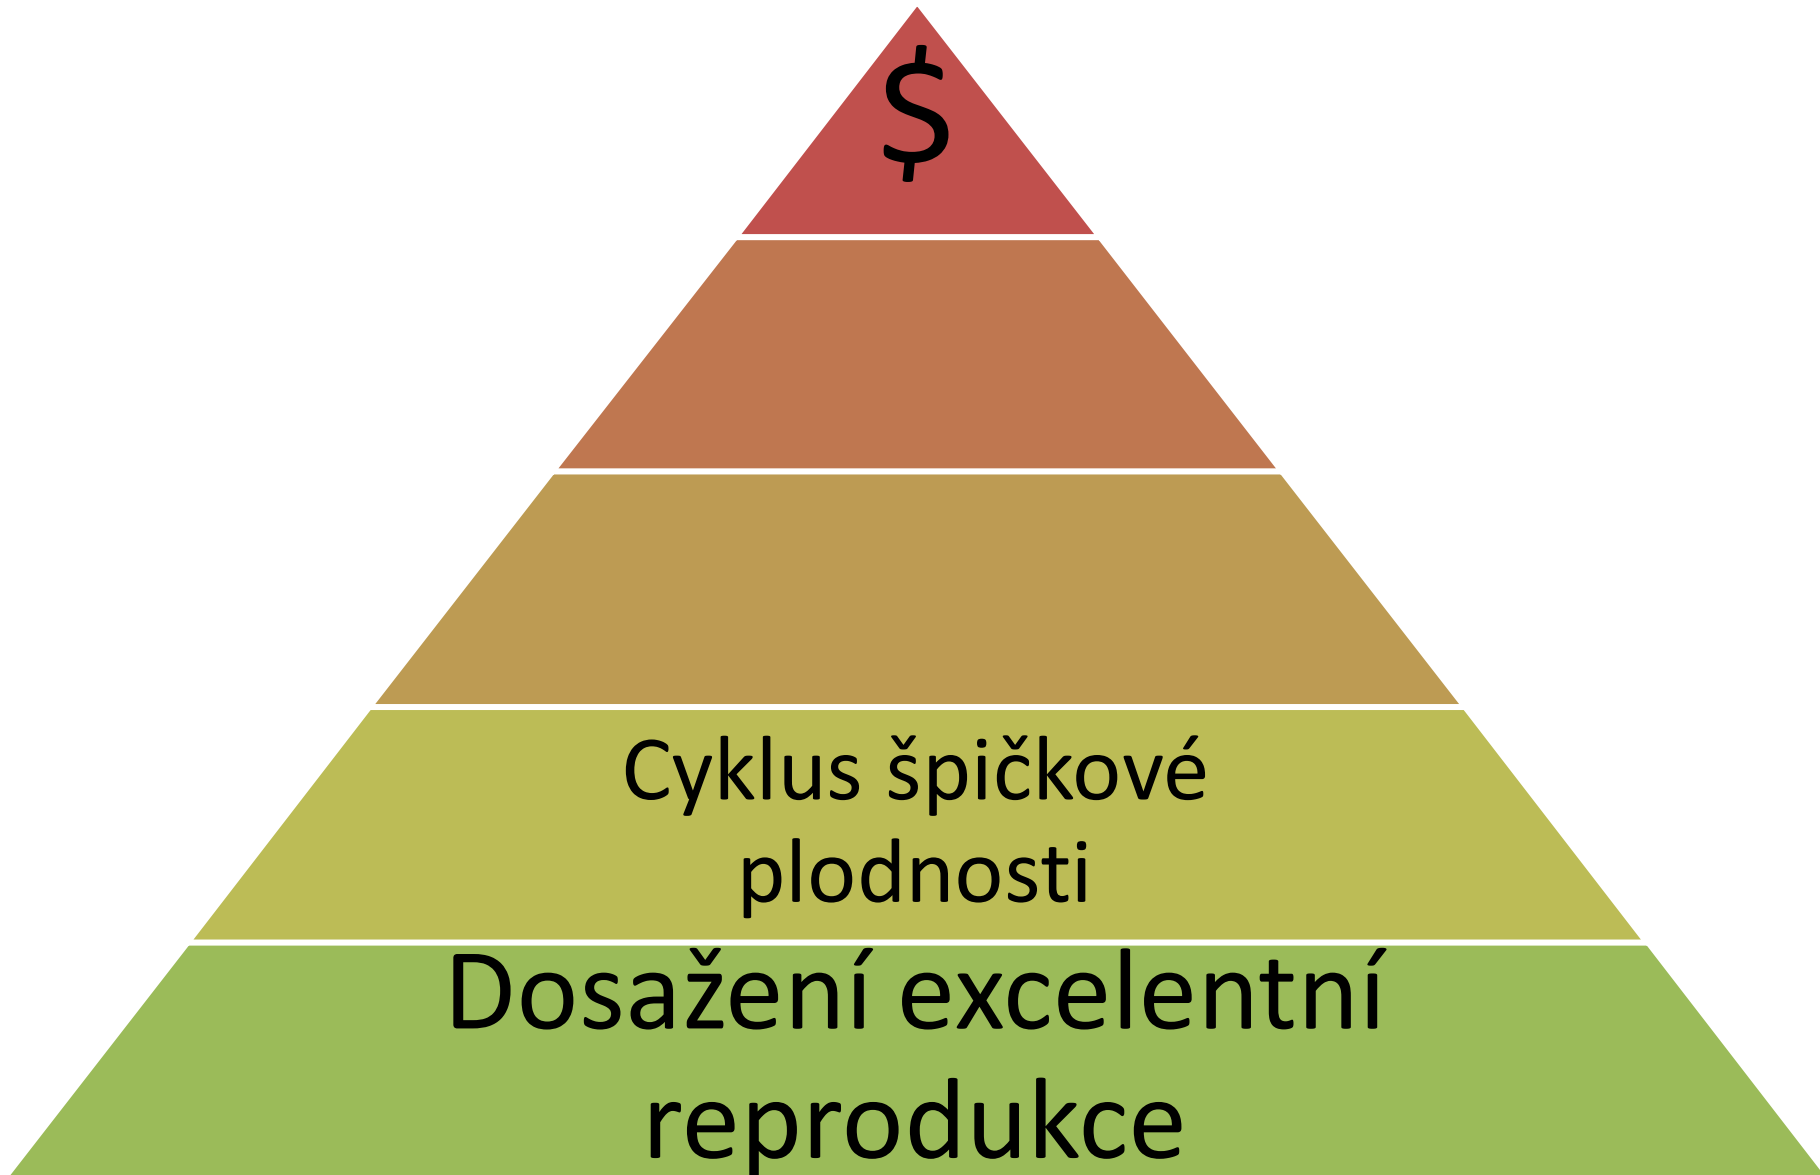 $
Cyklus špičkové
plodnosti
Dosažení excelentní
reprodukce